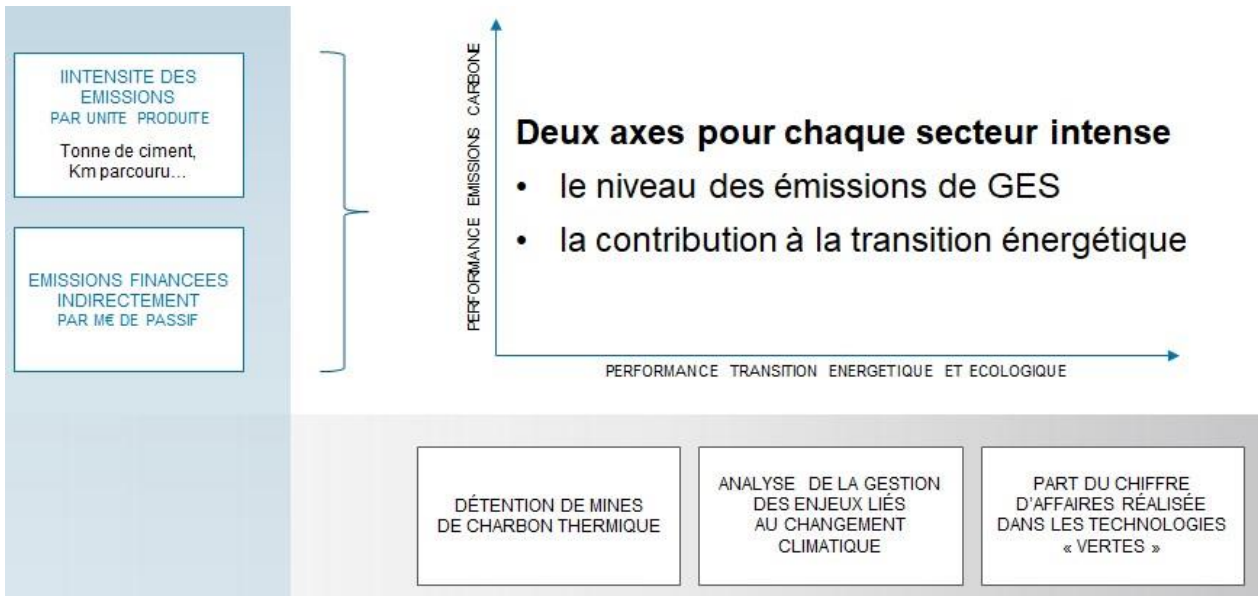 IINTENSITE DES
EMISSIONS
PAR UNITE PRODUITE
Tonne de ciment,
Km parcouru...
EMISSIONS FINANCEES
INDIRECTEMENT
PAR M€ DE PASSIF
PERFORMANCE EMISSIONS CARBONE
Deux axes pour chaque secteur intense
• le niveau des émissions de GES
• la contribution à la transition énergétique
PERFORMANCE TRANSITION ENERGETIQUE ET ECOLOGIQUE
DÉTENTION DE MINES
DE CHARBON THERMIQUE
ANALYSE DE LA GESTION
DES ENJEUX LIÉS
AU CHANGEMENT
CLIMATIQUE
PART DU CHIFFRE
D'AFFAIRES RÉALISÉE
DANS LES TECHNOLOGIES
« VERTES »